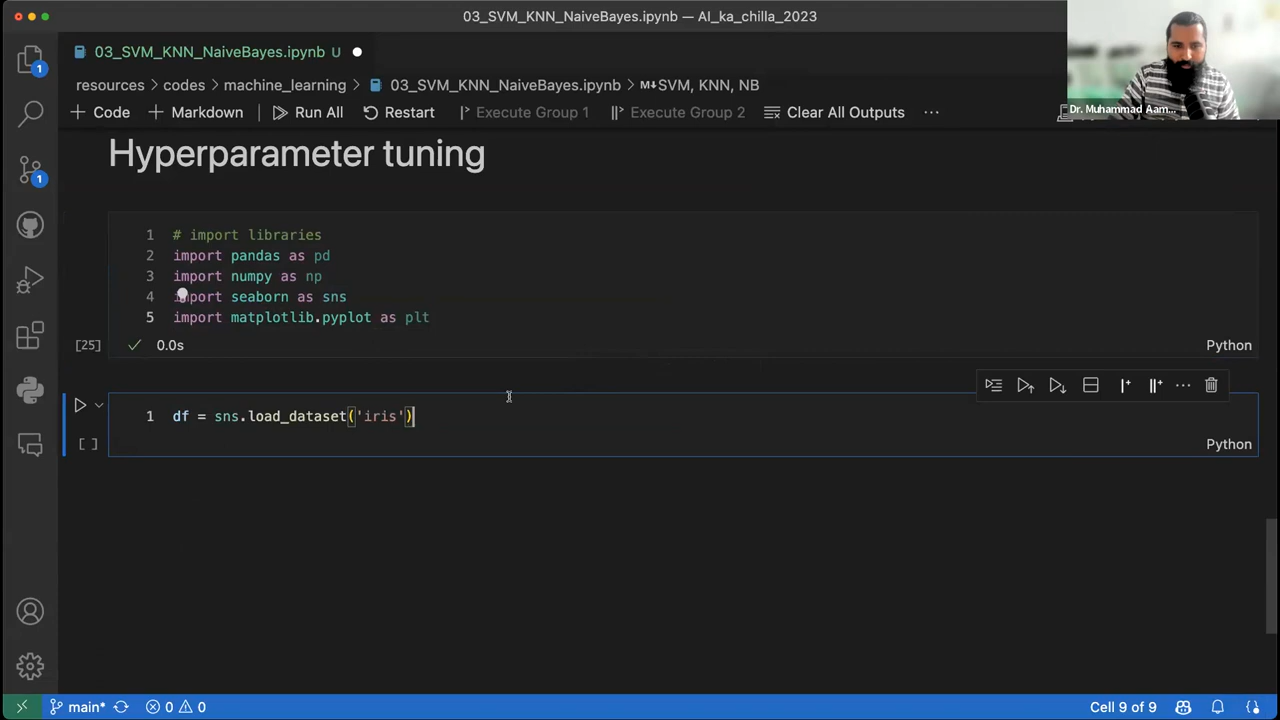 03_SVM_KNN_NaiveBayes.ipynb — AI_ka_chilla_2023
03_SVM_KNN_NaiveBayes.ipynb U
resources > codes > machine_learning > 03_SVM_KNN_NaiveBayes.ipynb > M↓SVM, KNN, NB
+ Code + Markdown Run All Restart Execute Group 1 Execute Group 2 Clear All Outputs ...
Dr. Muhammad Aam...
Hyperparameter tuning
1 # import libraries
2 import pandas as pd
3 import numpy as np
4 import seaborn as sns
5 import matplotlib.pyplot as plt
[25] 0.0s Python
1 df = sns.load_dataset('iris')
[ ] Python
main* 0 0 Cell 9 of 9
1
1